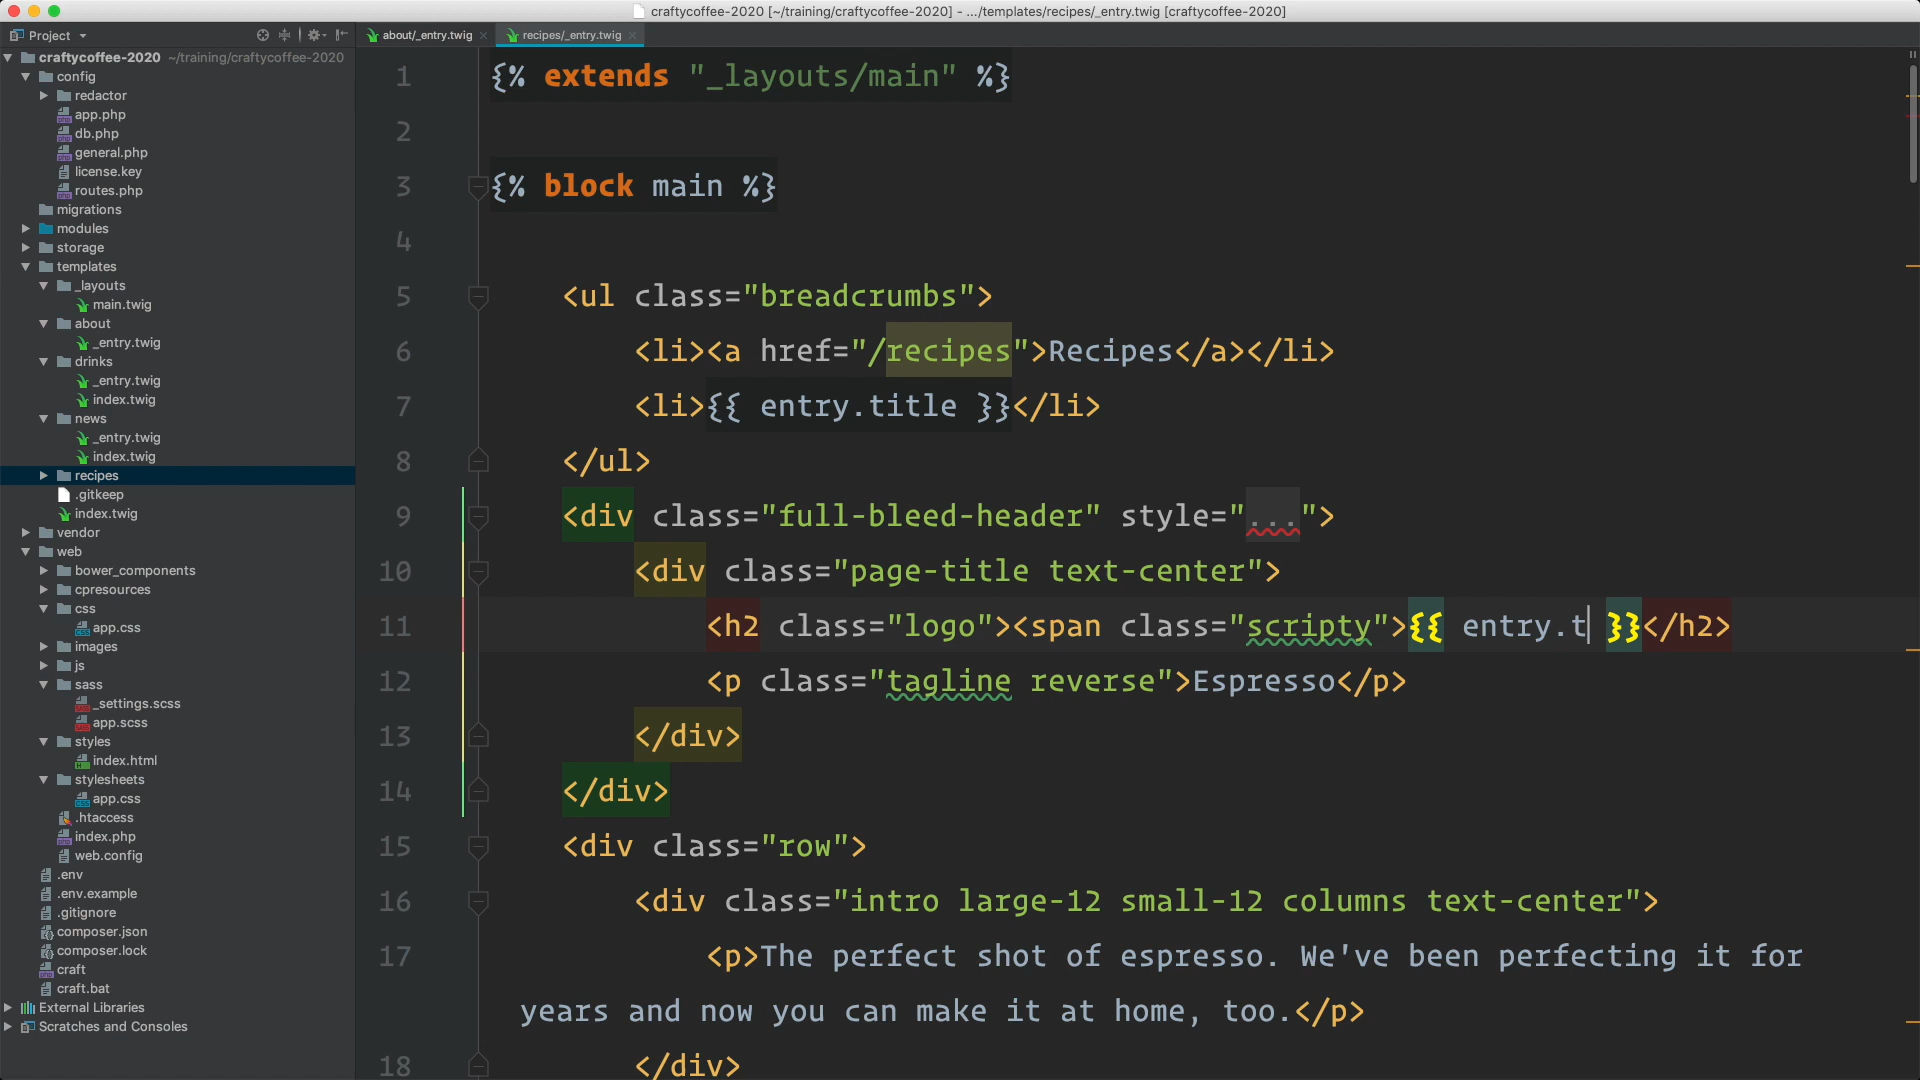 craftycoffee-2020 [~/training/craftycoffee-2020] - .../templates/recipes/_entry.twig [craftycoffee-2020]
Project
about/_entry.twig
recipes/_entry.twig
craftycoffee-2020 ~/training/craftycoffee-2020
config
redactor
app.php
db.php
general.php
license.key
routes.php
migrations
modules
storage
templates
_layouts
main.twig
about
_entry.twig
drinks
_entry.twig
index.twig
news
_entry.twig
index.twig
recipes
.gitkeep
index.twig
vendor
web
bower_components
cpresources
css
app.css
images
js
sass
_settings.scss
app.scss
styles
index.html
stylesheets
app.css
.htaccess
index.php
web.config
.env
.env.example
.gitignore
composer.json
composer.lock
craft
craft.bat
External Libraries
Scratches and Consoles
1 {% extends "_layouts/main" %}
2
3 {% block main %}
4
5 <ul class="breadcrumbs">
6 <li><a href="/recipes">Recipes</a></li>
7 <li>{{ entry.title }}</li>
8 </ul>
9 <div class="full-bleed-header" style="...">
10 <div class="page-title text-center">
11 <h2 class="logo"><span class="scripty">{{ entry.t }}</h2>
12 <p class="tagline reverse">Espresso</p>
13 </div>
14 </div>
15 <div class="row">
16 <div class="intro large-12 small-12 columns text-center">
17 <p>The perfect shot of espresso. We've been perfecting it for
years and now you can make it at home, too.</p>
18 </div>